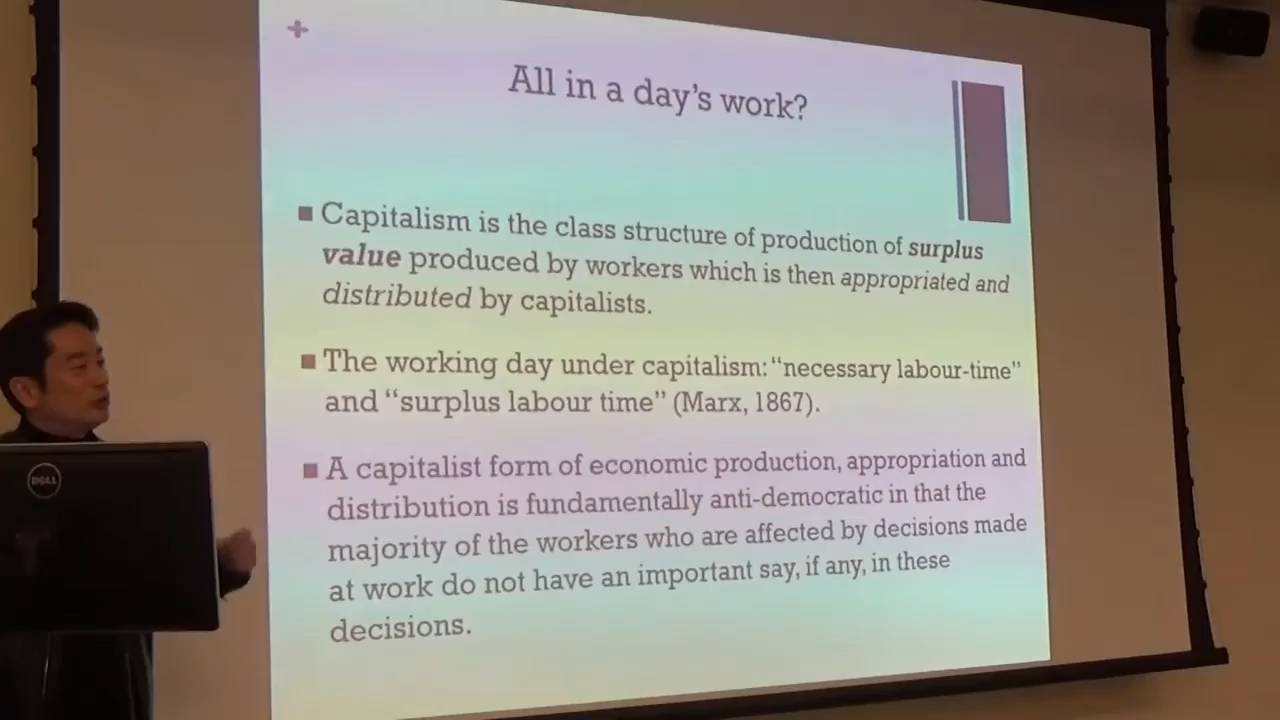 +
All in a day's work?
■ Capitalism is the class structure of production of surplus
value produced by workers which is then appropriated and
distributed by capitalists.
■ The working day under capitalism: “necessary labour-time”
and “surplus labour time” (Marx, 1867).
■ A capitalist form of economic production, appropriation and
distribution is fundamentally anti-democratic in that the
majority of the workers who are affected by decisions made
at work do not have an important say, if any, in these
decisions.
DELL